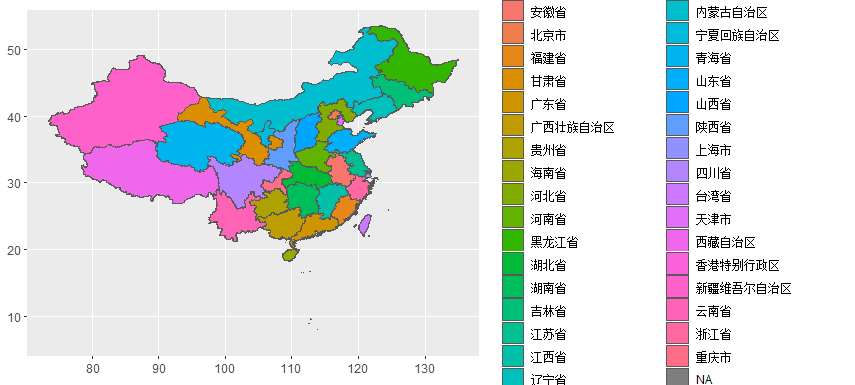 50
40
30
20
10
80
90
100
110
120
130
安徽省
北京市
福建省
甘肃省
广东省
广西壮族自治区
贵州省
海南省
河北省
河南省
黑龙江省
湖北省
湖南省
吉林省
江苏省
江西省
辽宁省
内蒙古自治区
宁夏回族自治区
青海省
山东省
山西省
陕西省
上海市
四川省
台湾省
天津市
西藏自治区
香港特别行政区
新疆维吾尔自治区
云南省
浙江省
重庆市
NA